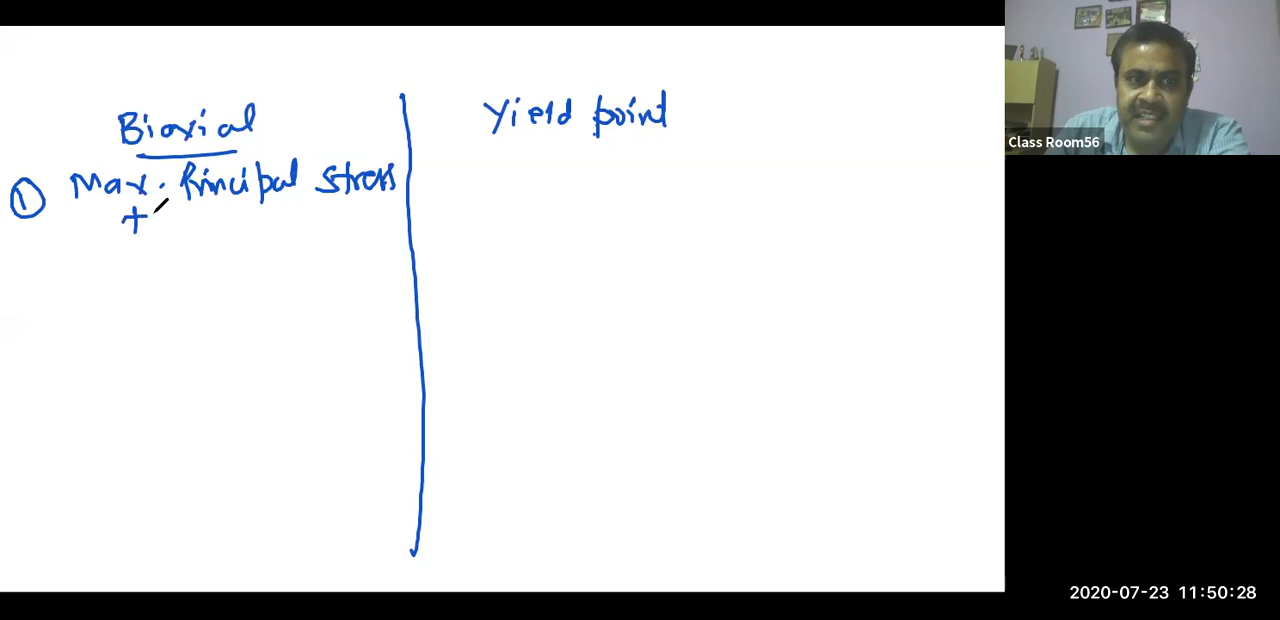 Biaxial
Yield point
① Max. Principal stress
+
Class Room56
2020-07-23 11:50:28